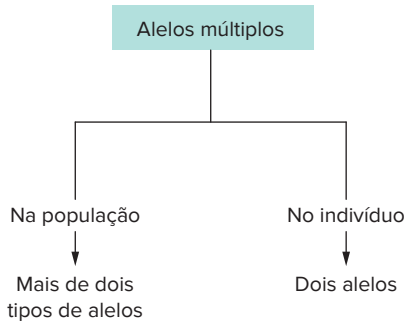 Alelos múltiplos
Na população
No indivíduo
Mais de dois
tipos de alelos
Dois alelos